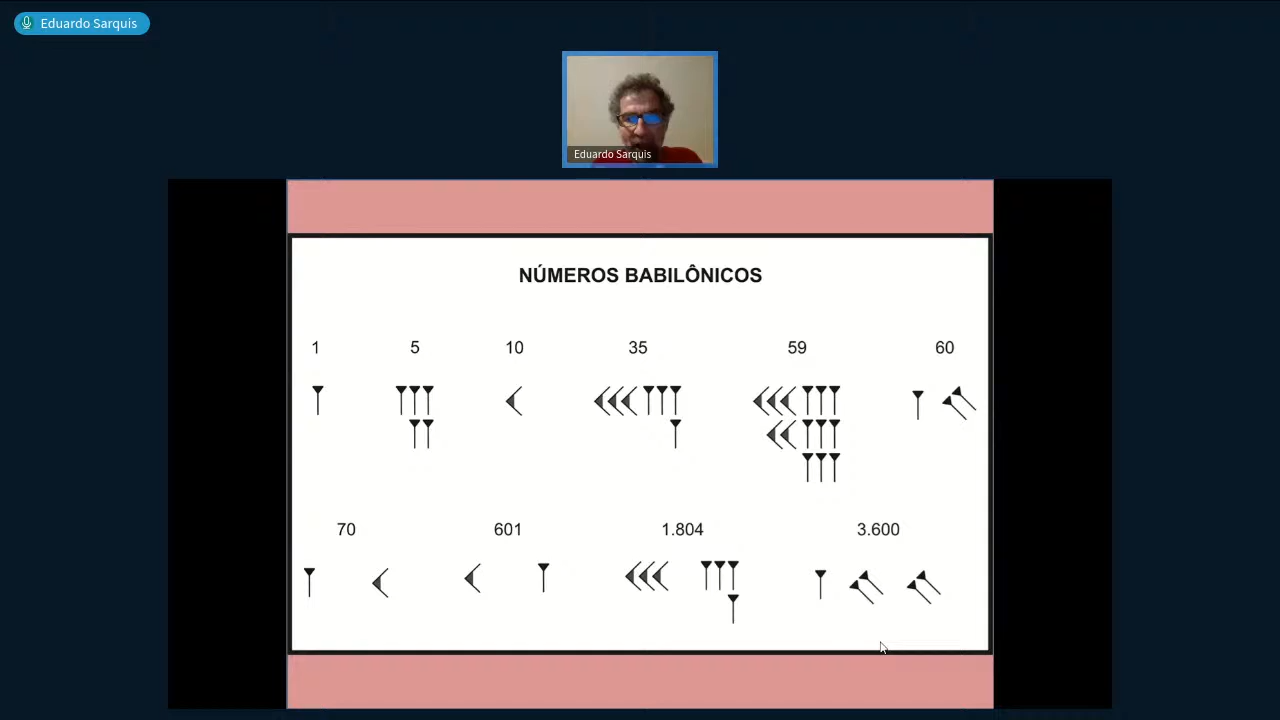 Eduardo Sarquis
Eduardo Sarquis
NÚMEROS BABILÔNICOS
1 5 10 35 59 60
70 601 1.804 3.600